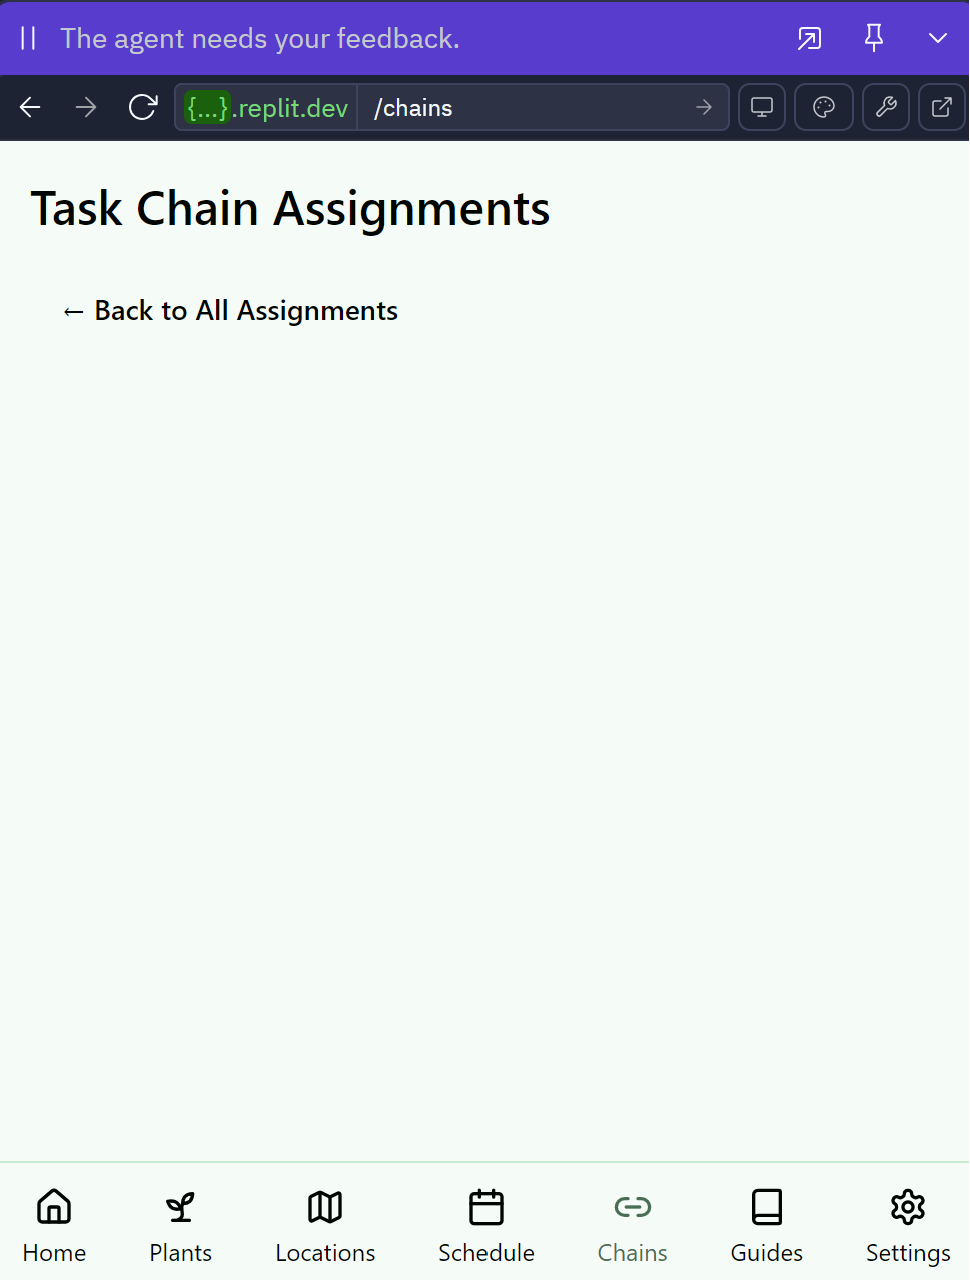 The agent needs your feedback.
{...}.replit.dev /chains
Task Chain Assignments
← Back to All Assignments
Home Plants Locations Schedule Chains Guides Settings